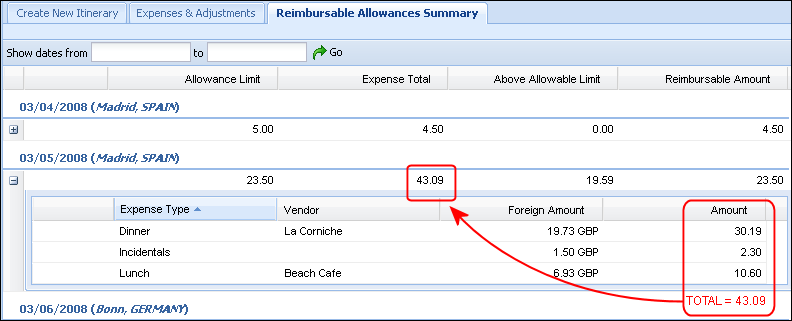 Create New Itinerary Expenses & Adjustments Reimbursable Allowances Summary
Show dates from to Go
Allowance Limit Expense Total Above Allowable Limit Reimbursable Amount
03/04/2008 (Madrid, SPAIN)
5.00 4.50 0.00 4.50
03/05/2008 (Madrid, SPAIN)
23.50 43.09 19.59 23.50
Expense Type Vendor Foreign Amount Amount
Dinner La Corniche 19.73 GBP 30.19
Incidentals 1.50 GBP 2.30
Lunch Beach Cafe 6.93 GBP 10.60
TOTAL = 43.09
03/06/2008 (Bonn, GERMANY)